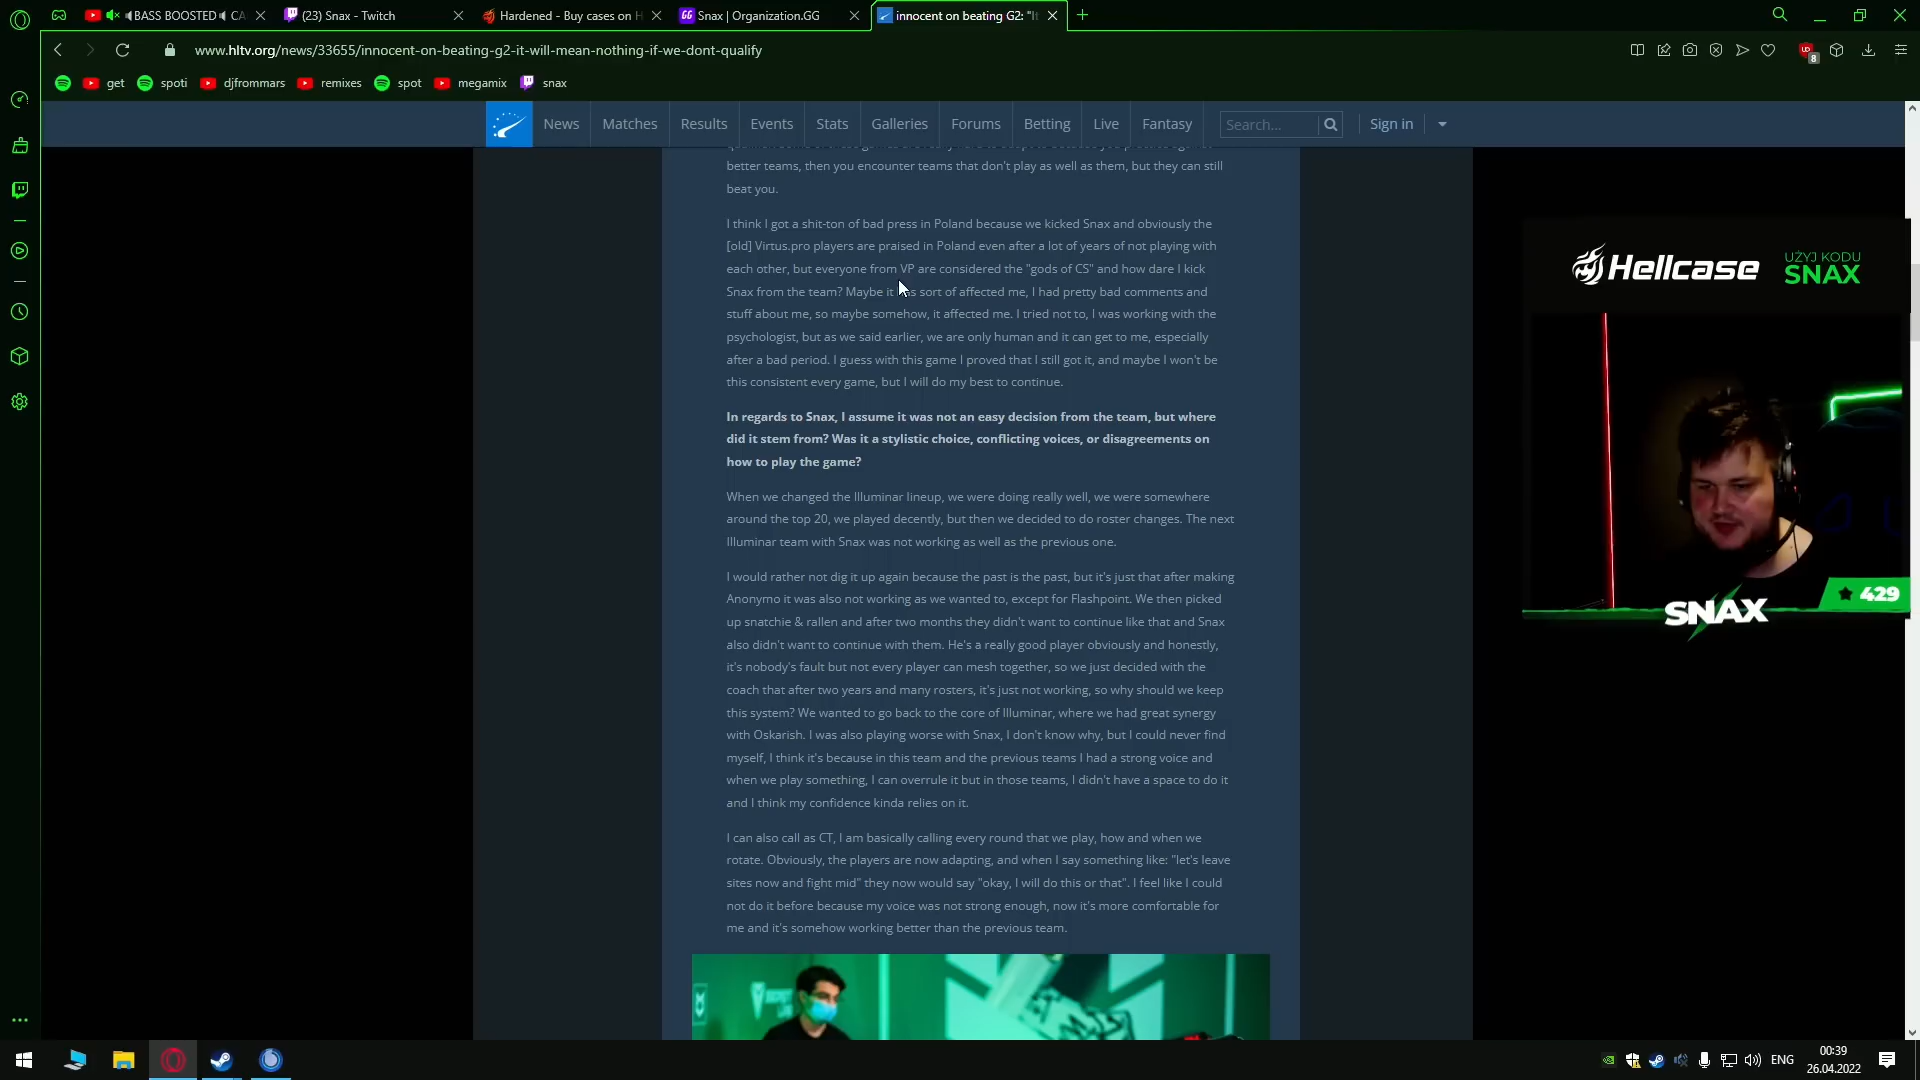 BASS BOOSTED
CA
(23) Snax - Twitch
Hardened - Buy cases on H
Snax | Organization.GG
innocent on beating G2: "It
www.hltv.org/news/33655/innocent-on-beating-g2-it-will-mean-nothing-if-we-dont-qualify
8
get
spoti
djfrommars
remixes
spot
megamix
snax
News
Matches
Results
Events
Stats
Galleries
Forums
Betting
Live
Fantasy
Search...
Sign in
better teams, then you encounter teams that don't play as well as them, but they can still
beat you.
I think I got a shit-ton of bad press in Poland because we kicked Snax and obviously the
[old] Virtus.pro players are praised in Poland even after a lot of years of not playing with
each other, but everyone from VP are considered the "gods of CS" and how dare I kick
Snax from the team? Maybe it was sort of affected me, I had pretty bad comments and
stuff about me, so maybe somehow, it affected me. I tried not to, I was working with the
psychologist, but as we said earlier, we are only human and it can get to me, especially
after a bad period. I guess with this game I proved that I still got it, and maybe I won't be
this consistent every game, but I will do my best to continue.
In regards to Snax, I assume it was not an easy decision from the team, but where
did it stem from? Was it a stylistic choice, conflicting voices, or disagreements on
how to play the game?
When we changed the Illuminar lineup, we were doing really well, we were somewhere
around the top 20, we played decently, but then we decided to do roster changes. The next
Illuminar team with Snax was not working as well as the previous one.
I would rather not dig it up again because the past is the past, but it's just that after making
Anonymo it was also not working as we wanted to, except for Flashpoint. We then picked
up snatchie & rallen and after two months they didn't want to continue like that and Snax
also didn't want to continue with them. He's a really good player obviously and honestly,
it's nobody's fault but not every player can mesh together, so we just decided with the
coach that after two years and many rosters, it's just not working, so why should we keep
this system? We wanted to go back to the core of Illuminar, where we had great synergy
with Oskarish. I was also playing worse with Snax, I don't know why, but I could never find
myself, I think it's because in this team and the previous teams I had a strong voice and
when we play something, I can overrule it but in those teams, I didn't have a space to do it
and I think my confidence kinda relies on it.
I can also call as CT, I am basically calling every round that we play, how and when we
rotate. Obviously, the players are now adapting, and when I say something like: "let's leave
sites now and fight mid" they now would say "okay, I will do this or that". I feel like I could
not do it before because my voice was not strong enough, now it's more comfortable for
me and it's somehow working better than the previous team.
Hellcase
UŻYJ KODU
SNAX
429
SNAX
ENG
00:39
26.04.2022